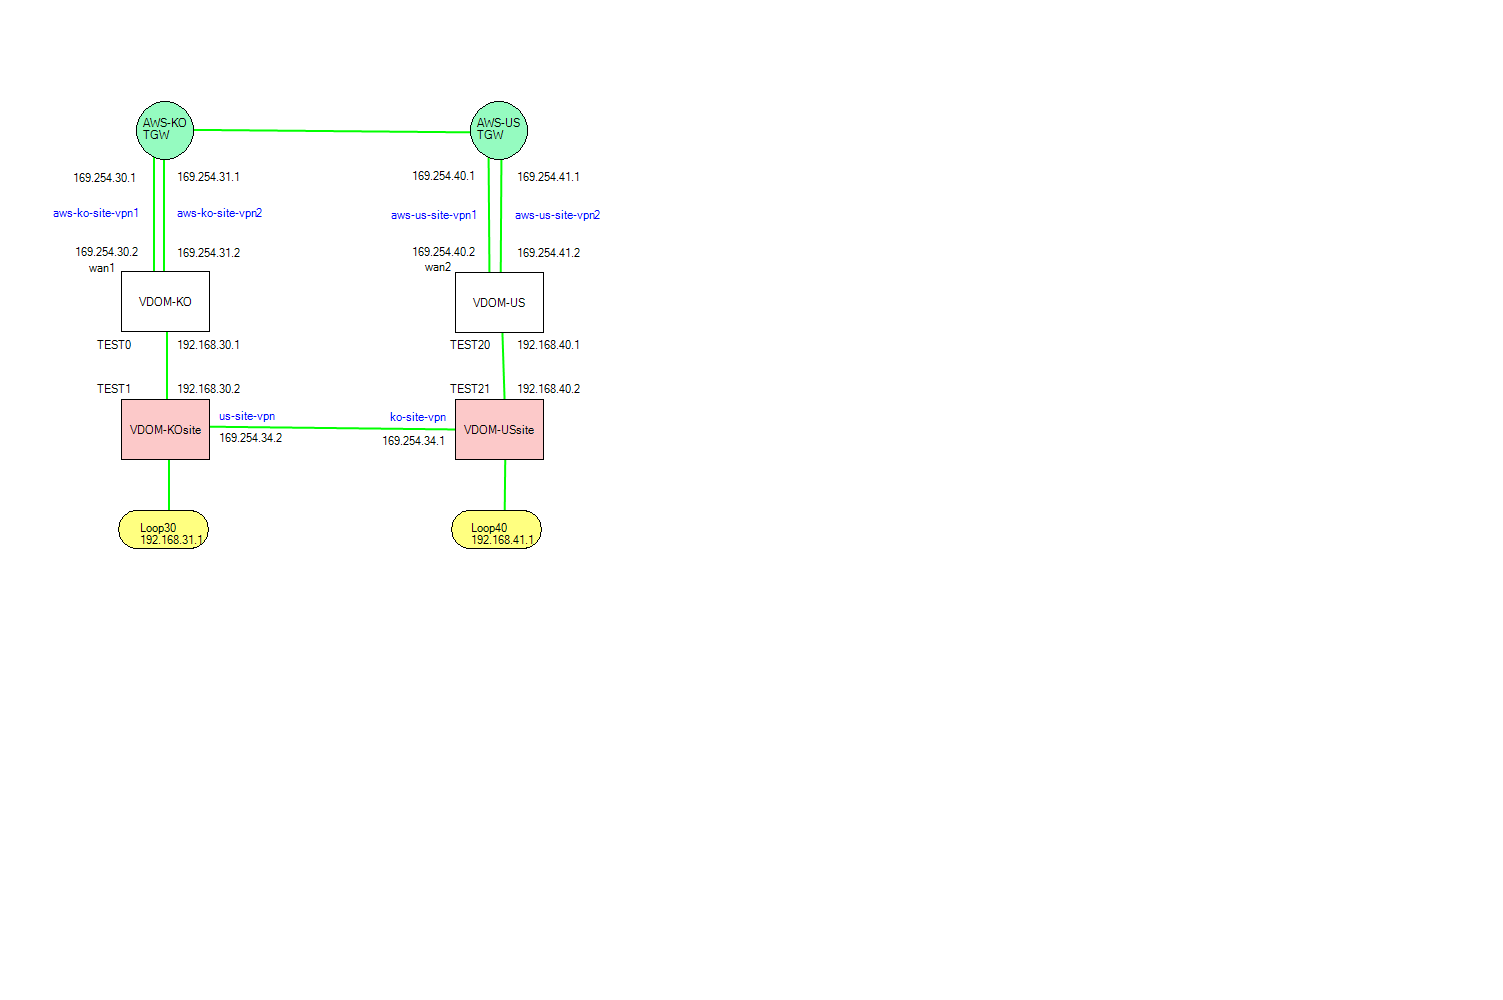 AWS-KO
TGW
AWS-US
TGW
169.254.30.1
169.254.31.1
169.254.40.1
169.254.41.1
aws-ko-site-vpn1
aws-ko-site-vpn2
aws-us-site-vpn1
aws-us-site-vpn2
169.254.30.2
169.254.31.2
169.254.40.2
169.254.41.2
wan1
wan2
VDOM-KO
VDOM-US
TEST0
192.168.30.1
TEST20
192.168.40.1
TEST1
192.168.30.2
TEST21
192.168.40.2
us-site-vpn
ko-site-vpn
VDOM-KOsite
169.254.34.2
169.254.34.1
VDOM-USsite
Loop30
192.168.31.1
Loop40
192.168.41.1